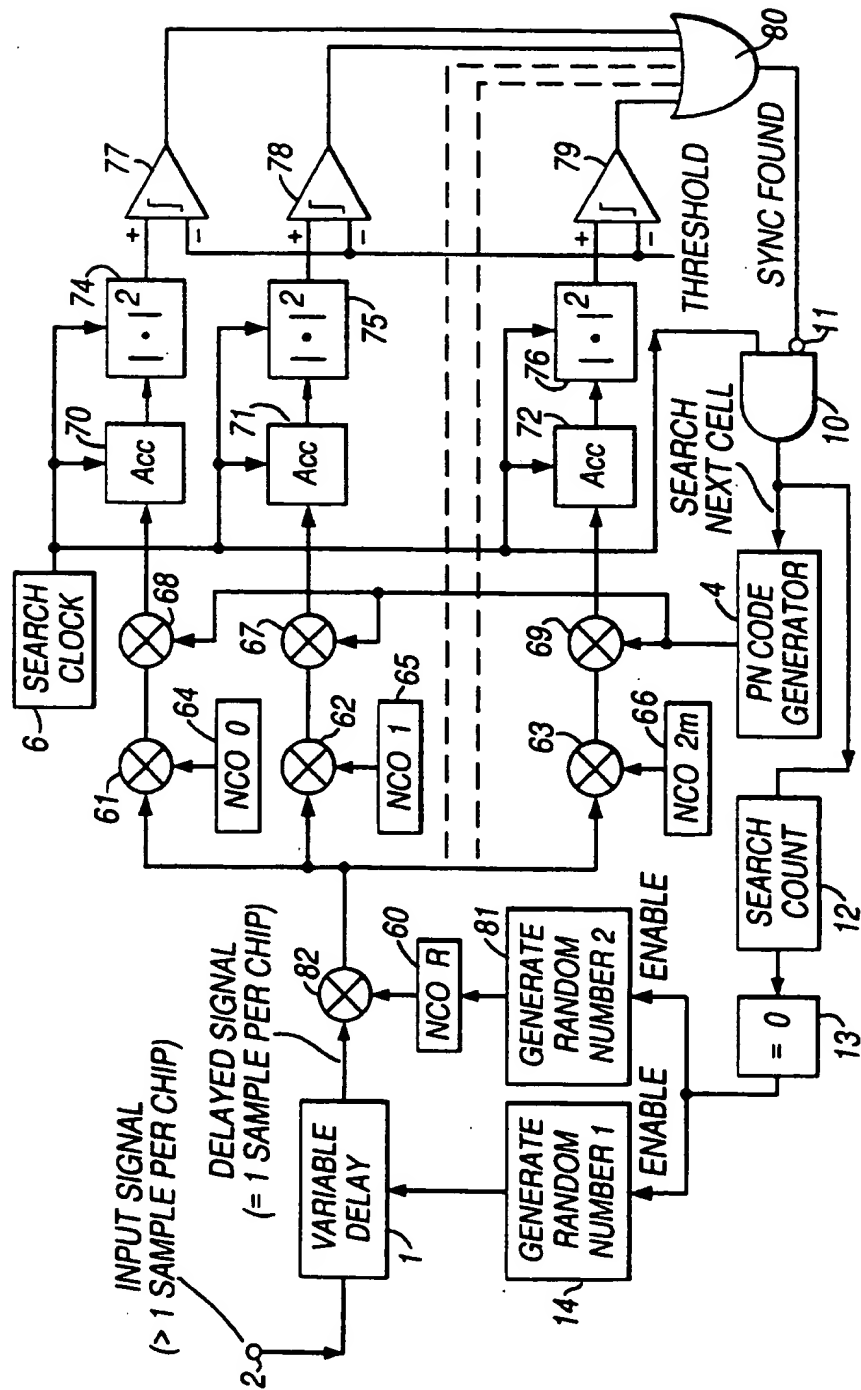 INPUT SIGNAL
(> 1 SAMPLE PER CHIP)
2
VARIABLE
DELAY
1
DELAYED SIGNAL
(= 1 SAMPLE PER CHIP)
82
NCO R
60
GENERATE
RANDOM
NUMBER 1
14
GENERATE
RANDOM
NUMBER 2
81
ENABLE
ENABLE
= 0
13
SEARCH
COUNT
12
SEARCH
CLOCK
6
61
NCO 0
64
68
70
Acc
74
| • |²
+
−
77
62
NCO 1
65
67
71
Acc
75
| • |²
+
−
78
63
NCO 2m
66
69
72
Acc
76
| • |²
+
−
79
THRESHOLD
80
SYNC FOUND
11
10
SEARCH
NEXT CELL
PN CODE
GENERATOR
4